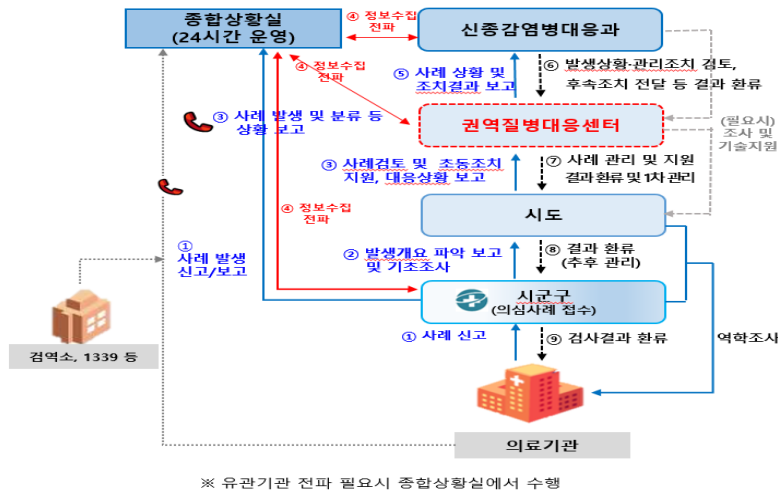 종합상황실
(24시간 운영)
④ 정보수집
전파
신종감염병대응과
④ 정보수집
전파
⑤ 사례 상황 및
조치결과 보고
⑥ 발생상황·관리조치 검토,
후속조치 전달 등 결과 환류
③ 사례 발생 및 분류 등
상황 보고
권역질병대응센터
(필요시)
조사 및
기술지원
③ 사례검토 및 초동조치
지원, 대응상황 보고
⑦ 사례 관리 및 지원
결과환류 및 1차 관리
④ 정보수집
전파
시도
①
사례 발생
신고/보고
② 발생개요 파악 보고
및 기초조사
⑧ 결과 환류
(추후 관리)
시군구
(의심사례 접수)
① 사례 신고
⑨ 검사결과 환류
역학조사
검역소, 1339 등
의료기관
※ 유관기관 전파 필요시 종합상황실에서 수행